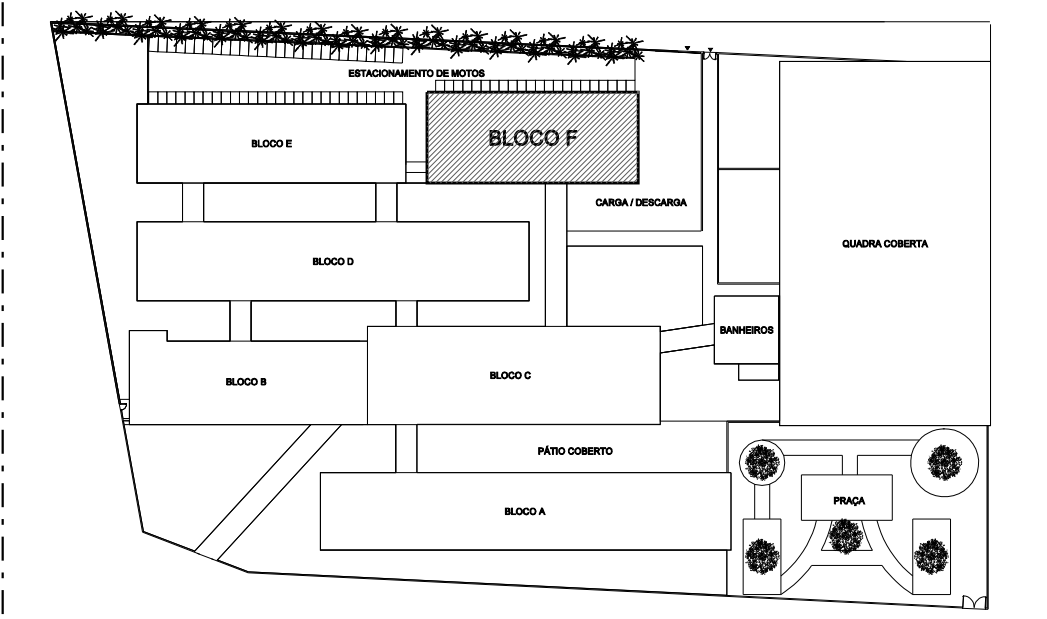 ESTACIONAMENTO DE MOTOS
BLOCO E
BLOCO F
CARGA / DESCARGA
QUADRA COBERTA
BLOCO D
BANHEIROS
BLOCO B
BLOCO C
PÁTIO COBERTO
PRAÇA
BLOCO A